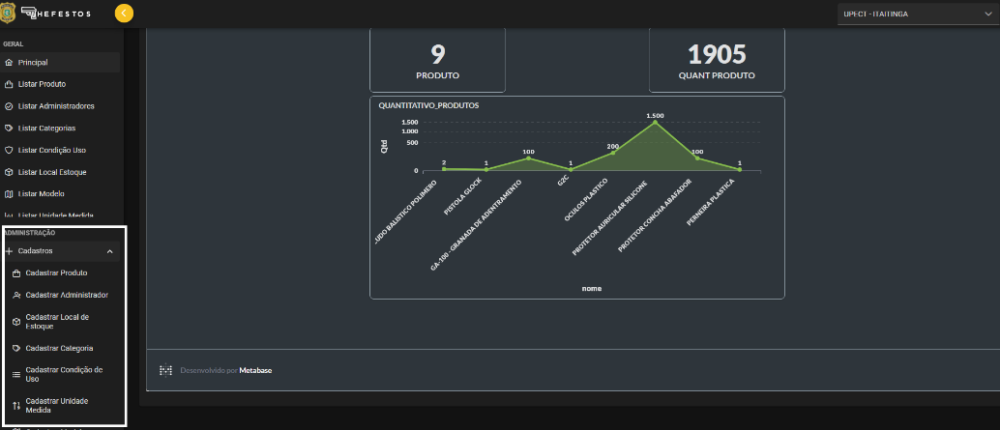 HEFESTOS
UPECT - ITAITINGA
GERAL
Principal
Listar Produto
Listar Administradores
Listar Categorias
Listar Condição Uso
Listar Local Estoque
Listar Modelo
Listar Unidade Medida
ADMINISTRAÇÃO
Cadastros
Cadastrar Produto
Cadastrar Administrador
Cadastrar Local de
Estoque
Cadastrar Categoria
Cadastrar Condição de
Uso
Cadastrar Unidade
Medida
9
PRODUTO
1905
QUANT PRODUTO
QUANTITATIVO_PRODUTOS
Qtd
1.500
1.000
500
0
2
1
100
1
200
1.500
100
1
...UDO BALISTICO POLIMERO
PISTOLA GLOCK
GA-100 - GRANADA DE ADENTRAMENTO
G2C
OCULOS PLASTICO
PROTETOR AURICULAR SILICONE
PROTETOR CONCHA ABAFADOR
PERNEIRA PLASTICA
nome
Desenvolvido por Metabase